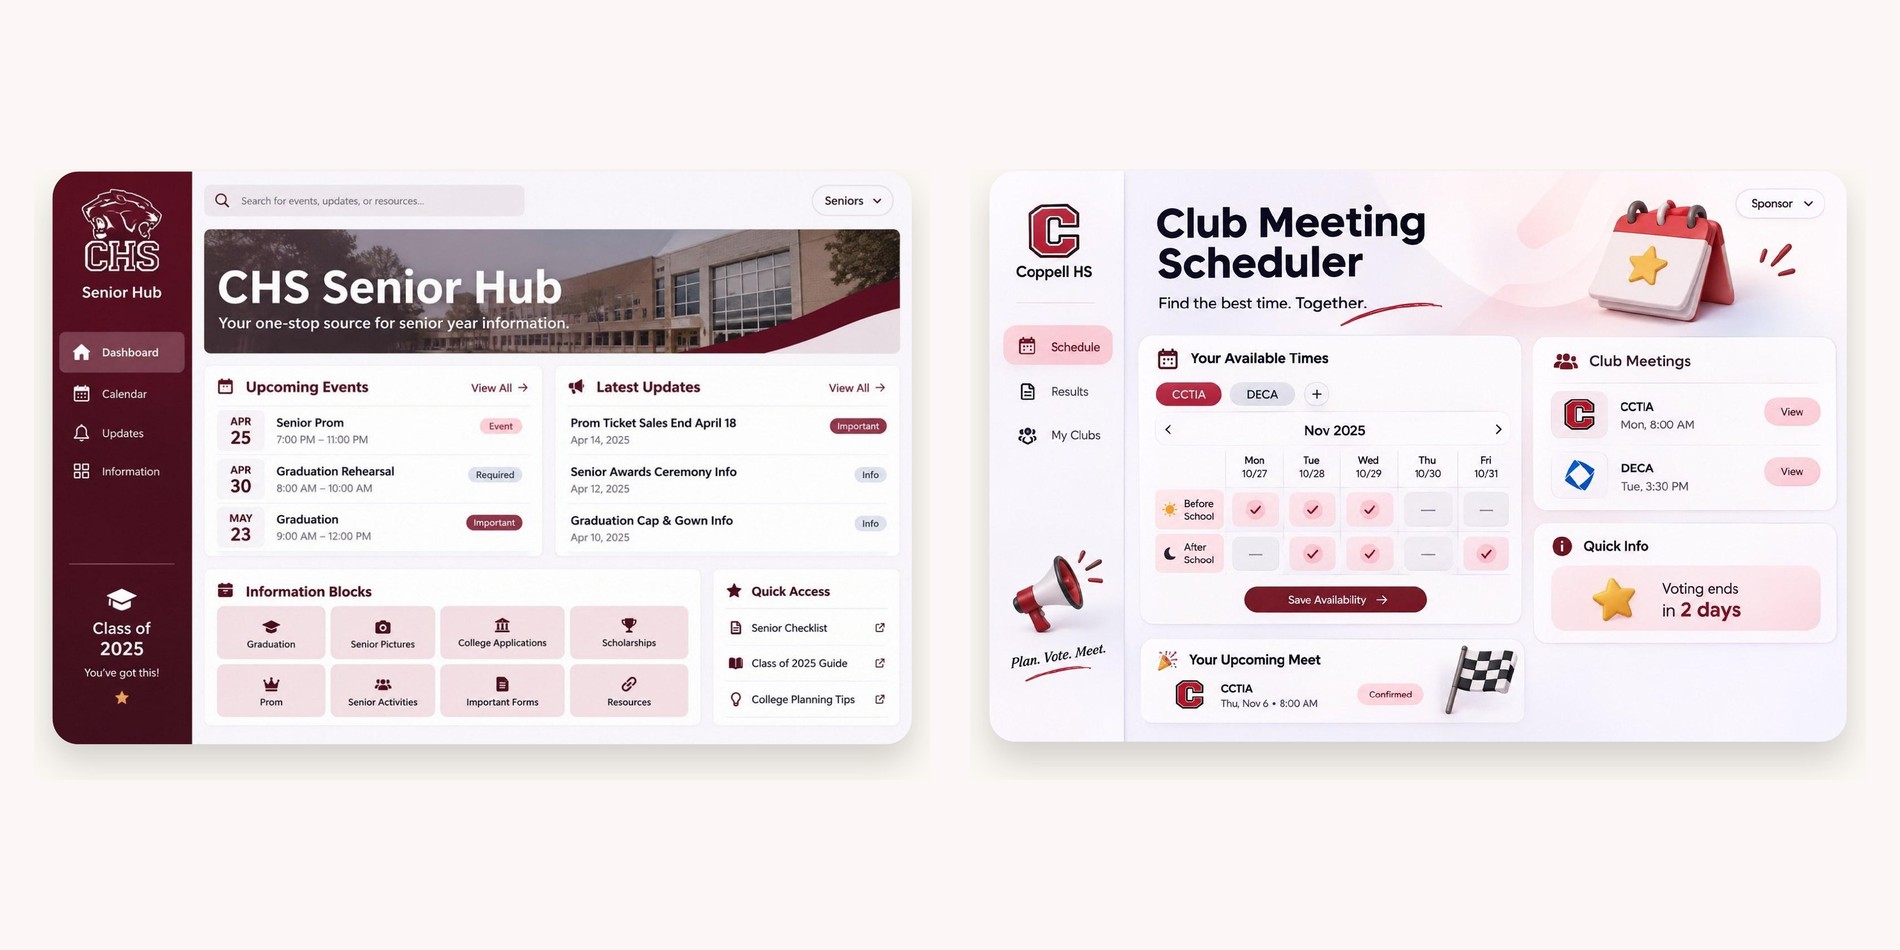 CHS
Senior Hub
Dashboard
Calendar
Updates
Information
Class of
2025
You've got this!
Search for events, updates, or resources...
Seniors
CHS Senior Hub
Your one-stop source for senior year information.
Upcoming Events
View All →
APR
25
Senior Prom
7:00 PM – 11:00 PM
Event
APR
30
Graduation Rehearsal
8:00 AM – 10:00 AM
Required
MAY
23
Graduation
9:00 AM – 12:00 PM
Important
Latest Updates
View All →
Prom Ticket Sales End April 18
Apr 14, 2025
Important
Senior Awards Ceremony Info
Apr 12, 2025
Info
Graduation Cap & Gown Info
Apr 10, 2025
Info
Information Blocks
Graduation
Senior Pictures
College Applications
Scholarships
Prom
Senior Activities
Important Forms
Resources
Quick Access
Senior Checklist
Class of 2025 Guide
College Planning Tips
C
Coppell HS
Schedule
Results
My Clubs
Plan. Vote. Meet.
Club Meeting
Scheduler
Find the best time. Together.
Sponsor
Your Available Times
CCTIA
DECA
+
Nov 2025
Mon
10/27
Tue
10/28
Wed
10/29
Thu
10/30
Fri
10/31
Before
School
After
School
Save Availability →
Your Upcoming Meet
C
CCTIA
Thu, Nov 6 • 8:00 AM
Confirmed
Club Meetings
C
CCTIA
Mon, 8:00 AM
View
DECA
Tue, 3:30 PM
View
Quick Info
Voting ends
in 2 days